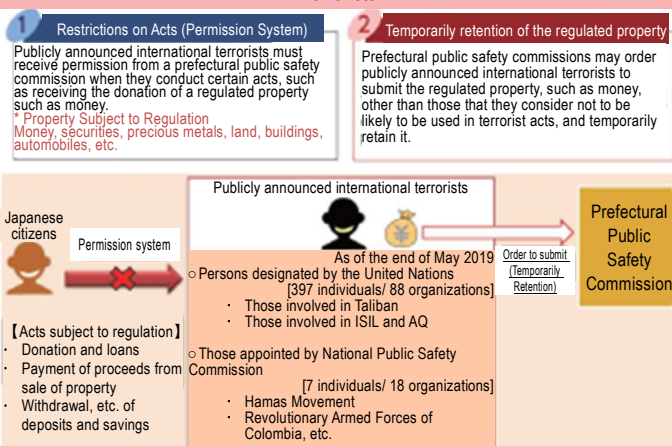 1 Restrictions on Acts (Permission System)
Publicly announced international terrorists must
receive permission from a prefectural public safety
commission when they conduct certain acts, such
as receiving the donation of a regulated property
such as money.
* Property Subject to Regulation
Money, securities, precious metals, land, buildings,
automobiles, etc.
2 Temporarily retention of the regulated property
Prefectural public safety commissions may order
publicly announced international terrorists to
submit the regulated property, such as money,
other than those that they consider not to be
likely to be used in terrorist acts, and temporarily
retain it.
Japanese
citizens
Permission system
【Acts subject to regulation】
・ Donation and loans
・ Payment of proceeds from
sale of property
・ Withdrawal, etc. of
deposits and savings
Publicly announced international terrorists
¥
As of the end of May 2019
○Persons designated by the United Nations
[397 individuals/ 88 organizations]
・ Those involved in Taliban
・ Those involved in ISIL and AQ
○Those appointed by National Public Safety
Commission
[7 individuals/ 18 organizations]
・ Hamas Movement
・ Revolutionary Armed Forces of
Colombia, etc.
Order to submit
(Temporarily
Retention)
Prefectural
Public
Safety
Commission